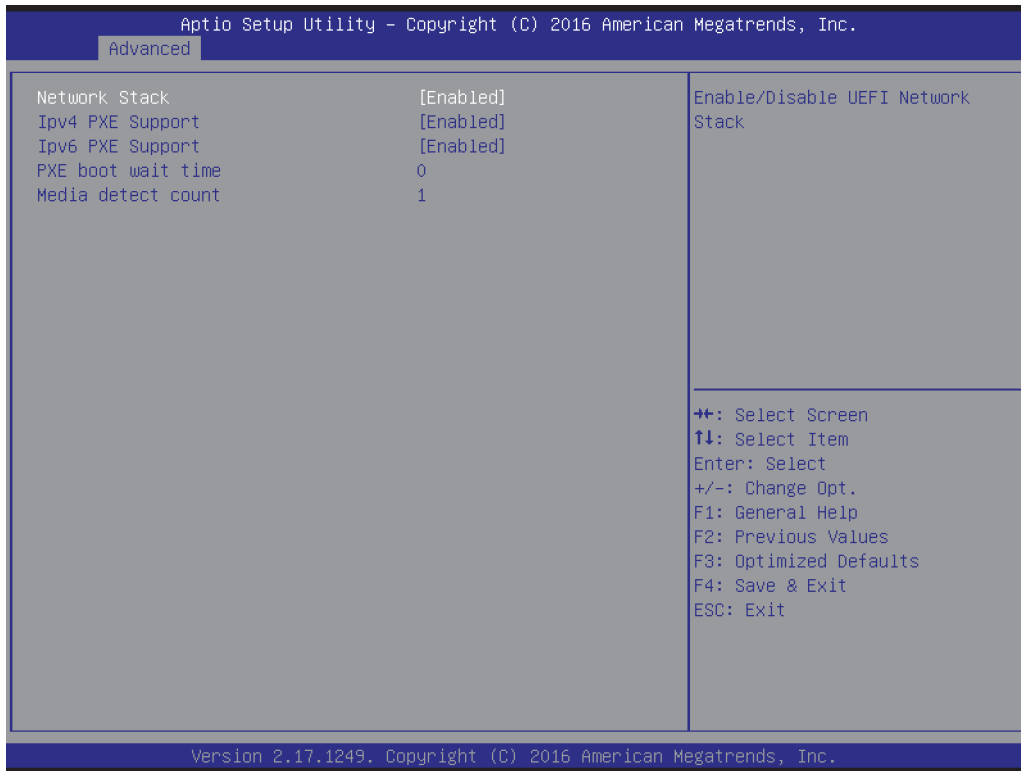 Aptio Setup Utility – Copyright (C) 2016 American Megatrends, Inc.
Advanced
Network Stack [Enabled]
Ipv4 PXE Support [Enabled]
Ipv6 PXE Support [Enabled]
PXE boot wait time 0
Media detect count 1
Enable/Disable UEFI Network
Stack
→←: Select Screen
↑↓: Select Item
Enter: Select
+/-: Change Opt.
F1: General Help
F2: Previous Values
F3: Optimized Defaults
F4: Save & Exit
ESC: Exit
Version 2.17.1249. Copyright (C) 2016 American Megatrends, Inc.